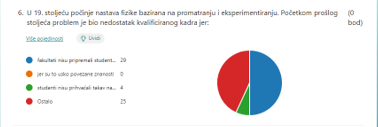 6. U 19. stoljeću počinje nastava fizike bazirana na promatranju i eksperimentiranju. Početkom prošlog (0
stoljeća problem je bio nedostatak kvalificiranog kadra jer: bod)
Više pojedinosti Uvidi
fakulteti nisu pripremali student... 29
jer su to usko povezane znanosti 0
studenti nisu prihvaćali takav na... 4
Ostalo 25